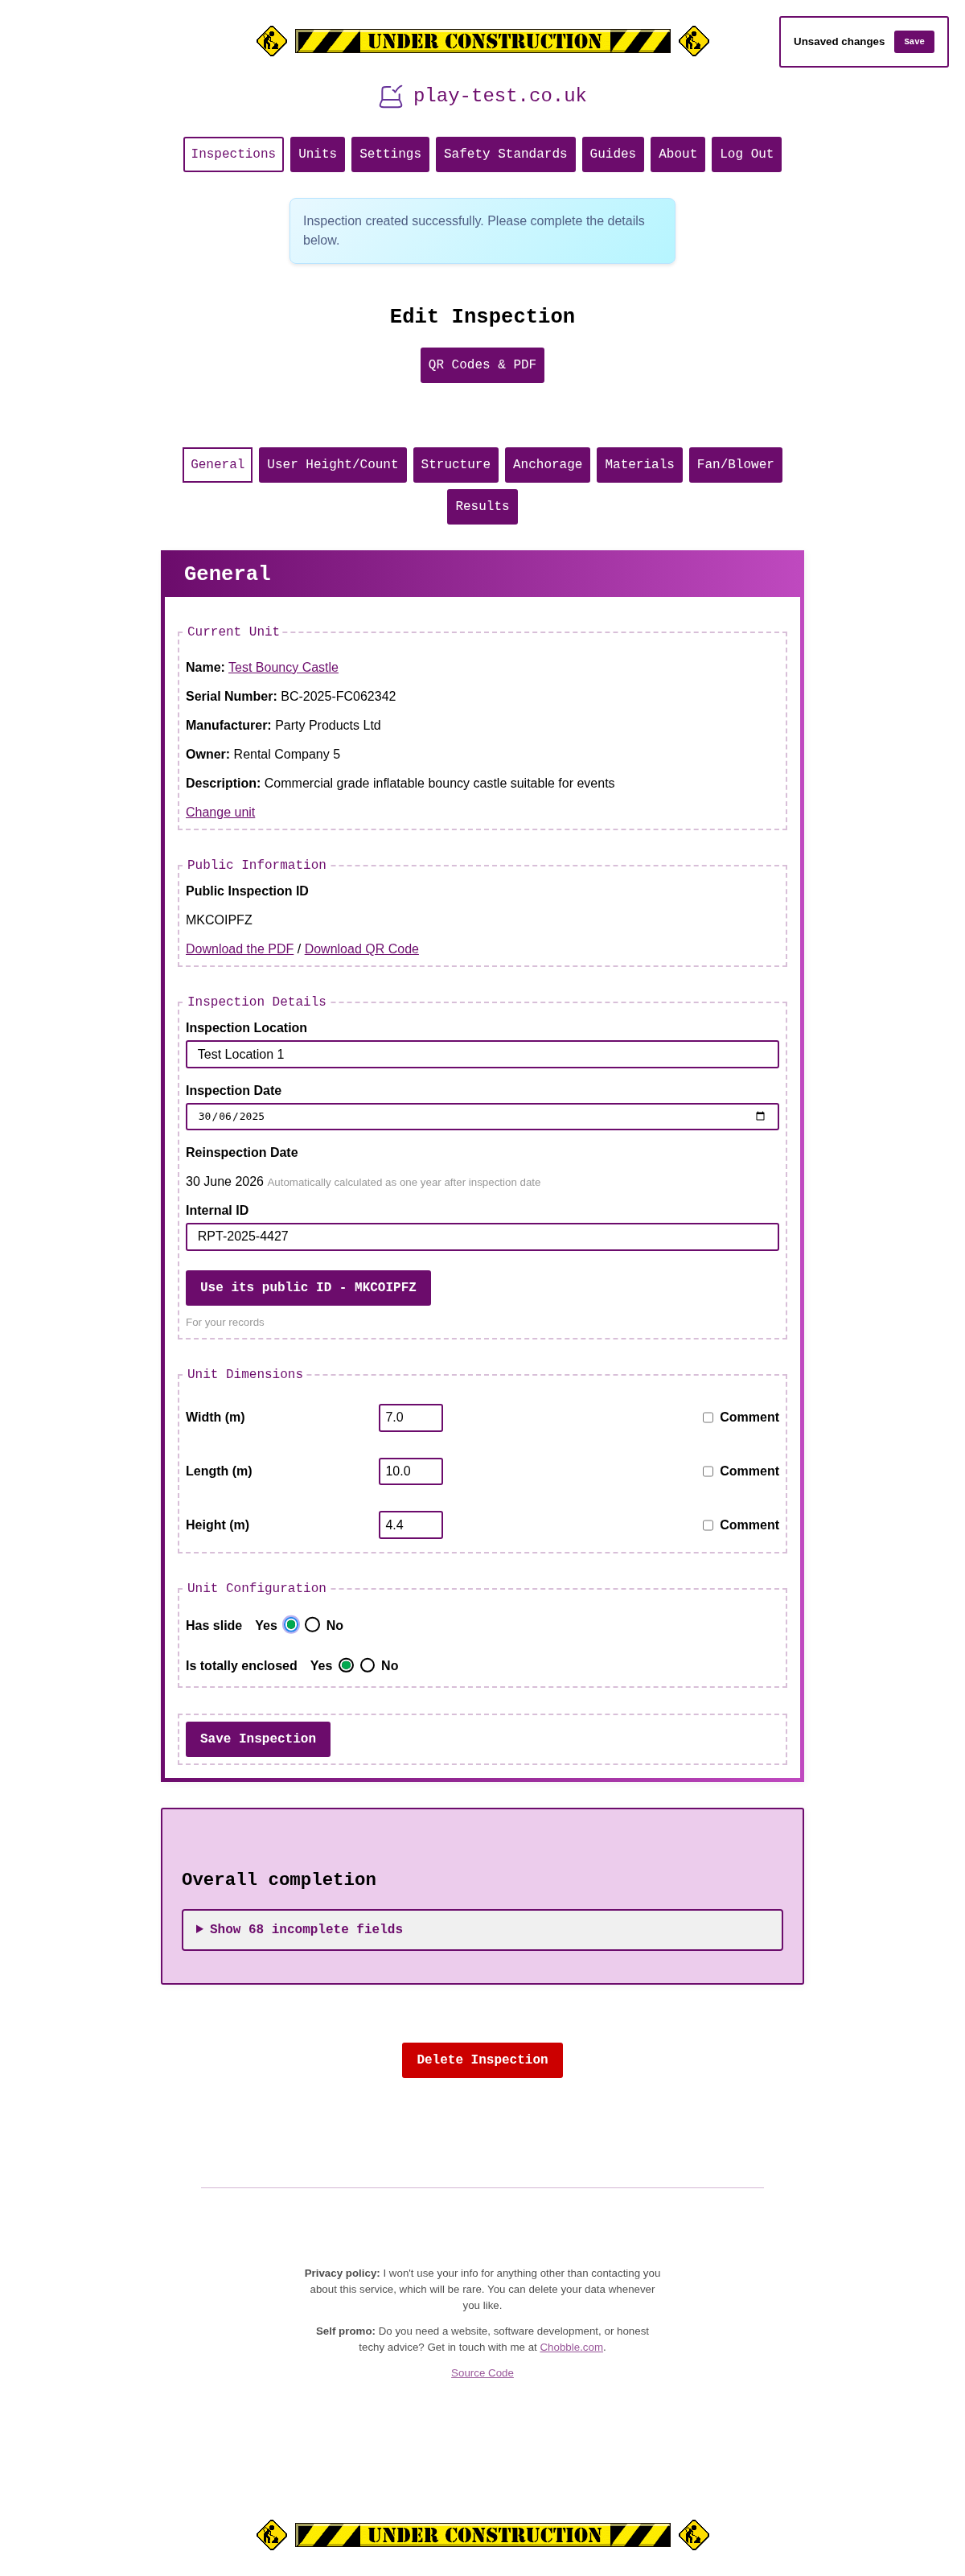 UNDER CONSTRUCTION
Unsaved changes Save
play-test.co.uk
Inspections Units Settings Safety Standards Guides About Log Out
Inspection created successfully. Please complete the details
below.
Edit Inspection
QR Codes & PDF
General User Height/Count Structure Anchorage Materials Fan/Blower
Results
General
Current Unit
Name: Test Bouncy Castle
Serial Number: BC-2025-FC062342
Manufacturer: Party Products Ltd
Owner: Rental Company 5
Description: Commercial grade inflatable bouncy castle suitable for events
Change unit
Public Information
Public Inspection ID
MKCOIPFZ
Download the PDF / Download QR Code
Inspection Details
Inspection Location
Test Location 1
Inspection Date
30/06/2025
Reinspection Date
30 June 2026 Automatically calculated as one year after inspection date
Internal ID
RPT-2025-4427
Use its public ID - MKCOIPFZ
For your records
Unit Dimensions
Width (m) 7.0 Comment
Length (m) 10.0 Comment
Height (m) 4.4 Comment
Unit Configuration
Has slide Yes No
Is totally enclosed Yes No
Save Inspection
Overall completion
Show 68 incomplete fields
Delete Inspection
Privacy policy: I won't use your info for anything other than contacting you
about this service, which will be rare. You can delete your data whenever
you like.
Self promo: Do you need a website, software development, or honest
techy advice? Get in touch with me at Chobble.com.
Source Code
UNDER CONSTRUCTION